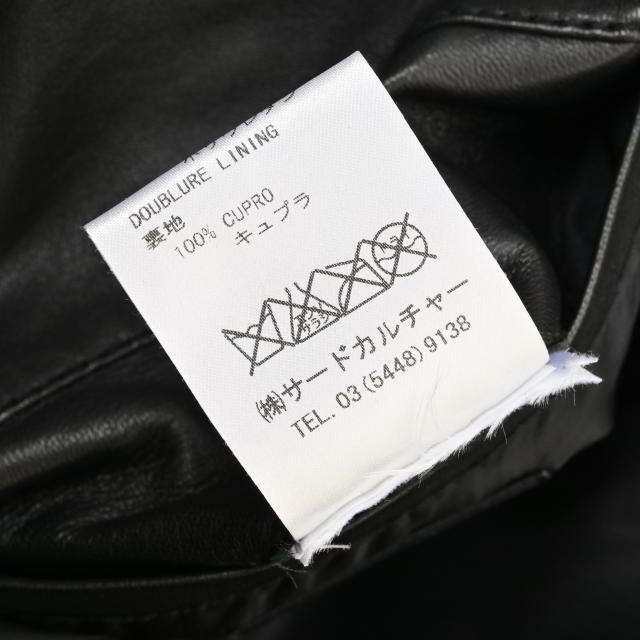 DOUBLURE LINING
裏地
100% CUPRO
キュプラ
㈱サードカルチャー
TEL. 03(5448)9138